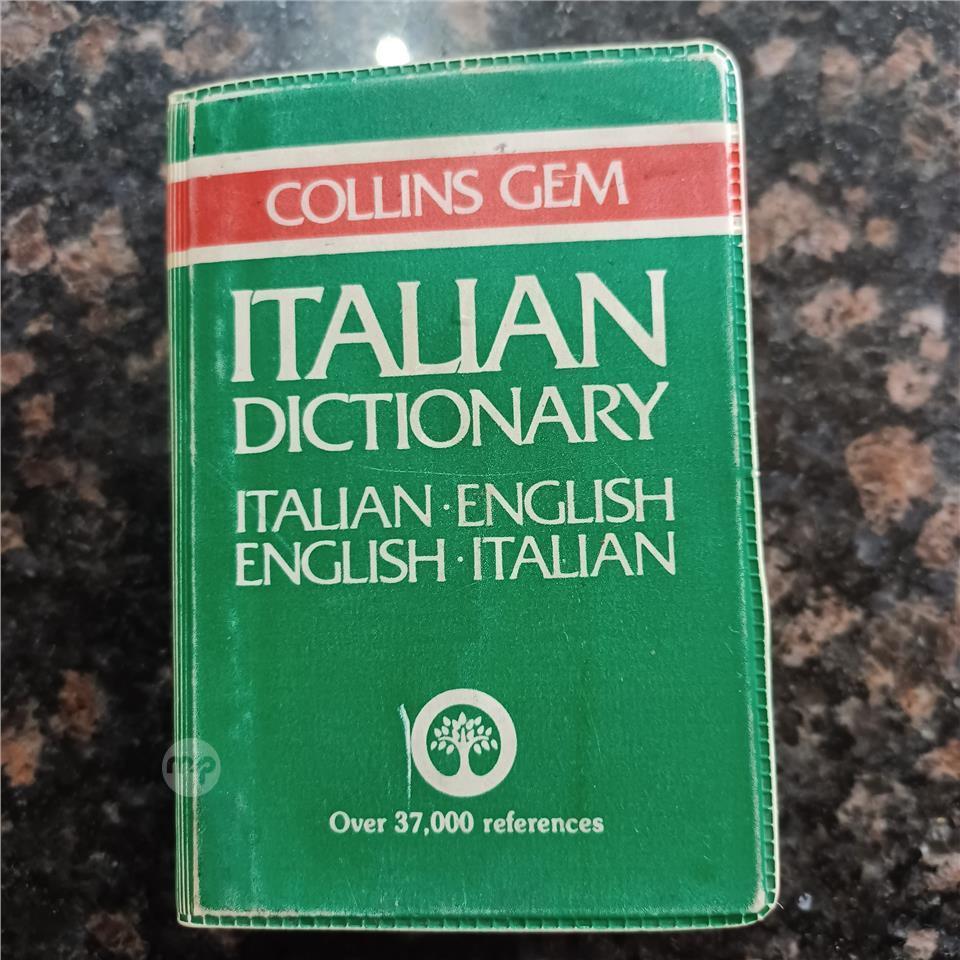 COLLINS GEM
ITALIAN
DICTIONARY
ITALIAN·ENGLISH
ENGLISH·ITALIAN
Over 37,000 references